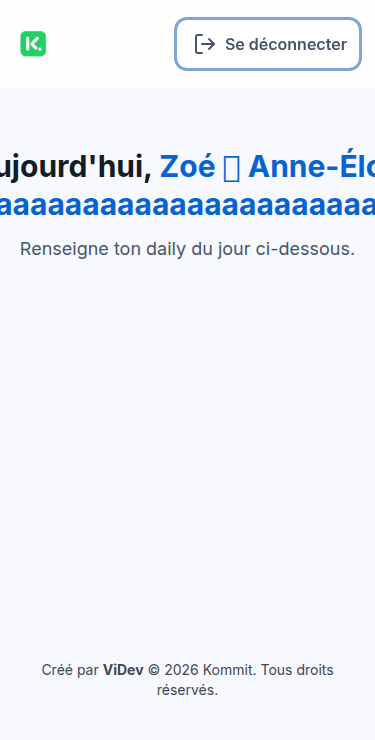 K.
Se déconnecter
ujourd'hui, Zoé Anne-Élo
aaaaaaaaaaaaaaaaaaaaaa
Renseigne ton daily du jour ci-dessous.
Créé par ViDev © 2026 Kommit. Tous droits
réservés.